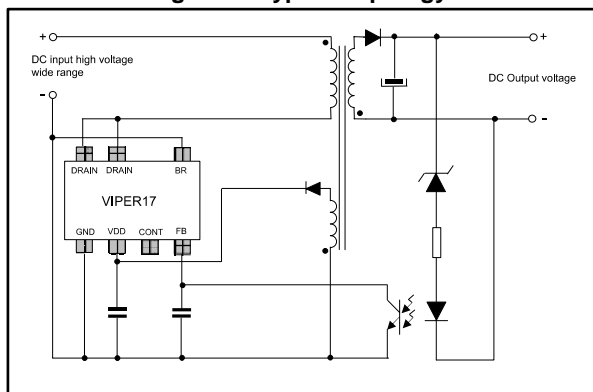 +
DC input high voltage
wide range
-
+
DC Output voltage
-
DRAIN DRAIN BR
VIPER17
GND VDD CONT FB